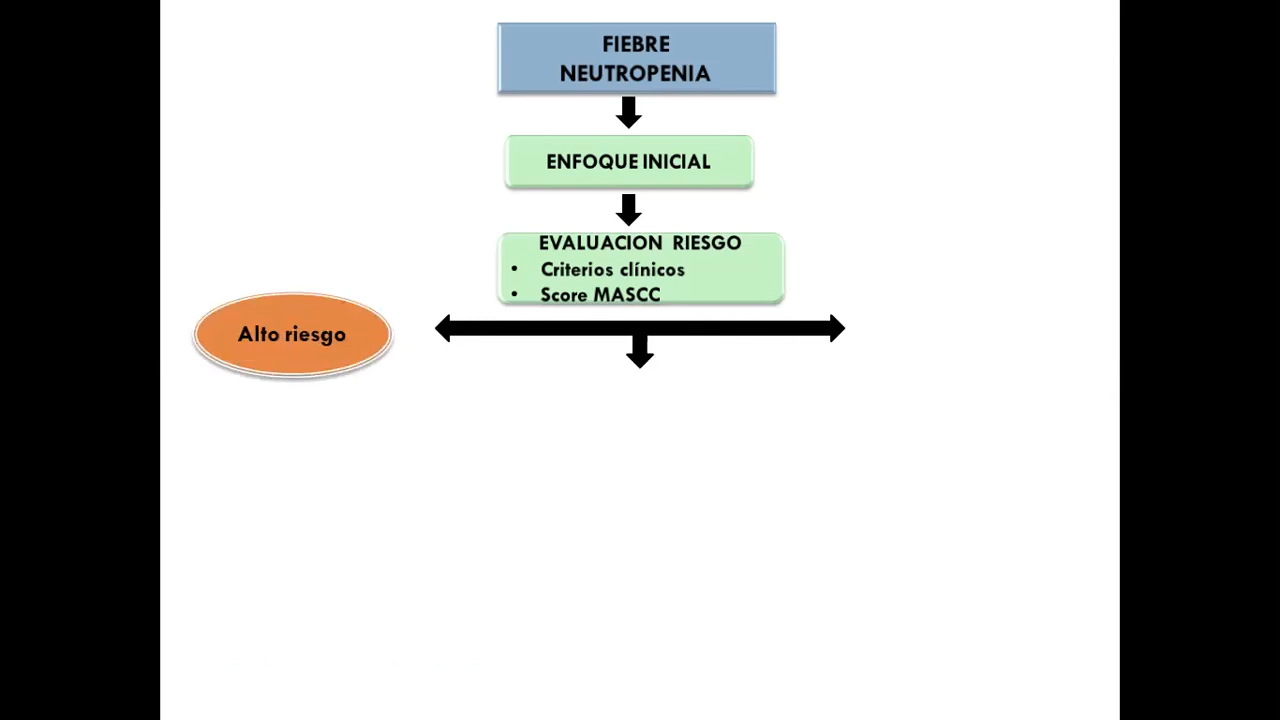 FIEBRE
NEUTROPENIA
ENFOQUE INICIAL
EVALUACION RIESGO
• Criterios clínicos
• Score MASCC
Alto riesgo